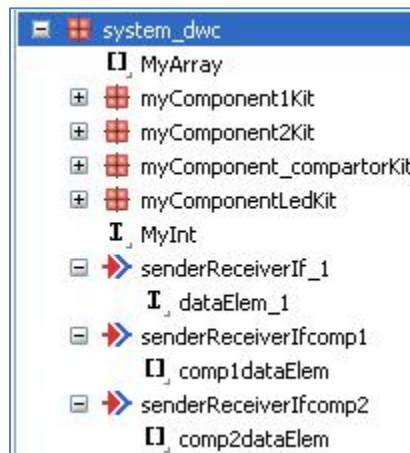 system_dwc
MyArray
myComponent1Kit
myComponent2Kit
myComponent_compartorKit
myComponentLedKit
MyInt
senderReceiverIf_1
dataElem_1
senderReceiverIfcomp1
comp1dataElem
senderReceiverIfcomp2
comp2dataElem